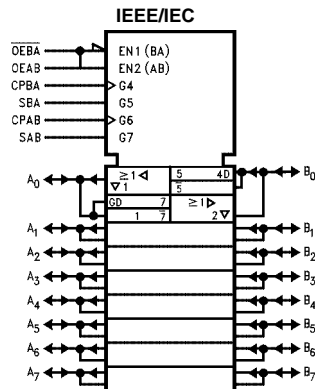 IEEE/IEC
O̅E̅B̅A̅ EN1 (BA)
OEAB EN2 (AB)
CPBA G4
SBA G5
CPAB G6
SAB G7
A0 ≥1 ◁ 5 4D B0
▽1 5̅
GD 7 ≥1 ▷
1 7̅ 2 ▽
A1 B1
A2 B2
A3 B3
A4 B4
A5 B5
A6 B6
A7 B7